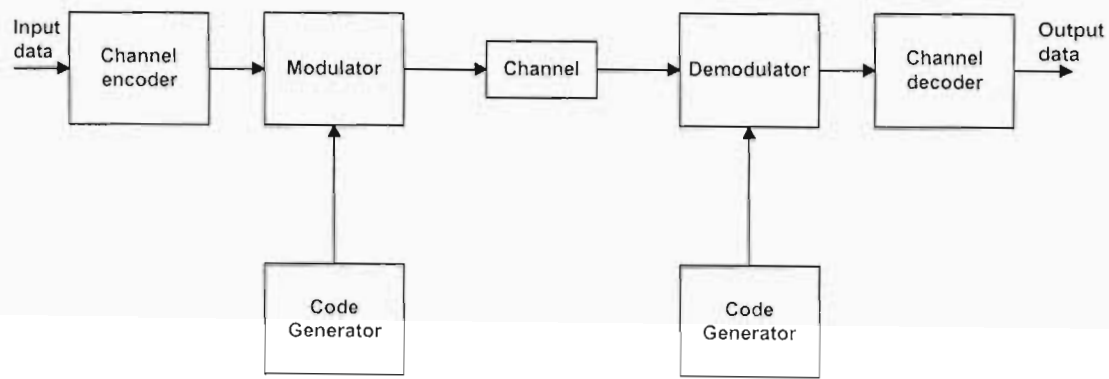 Input
data
Channel
encoder
Modulator
Channel
Demodulator
Channel
decoder
Output
data
Code
Generator
Code
Generator